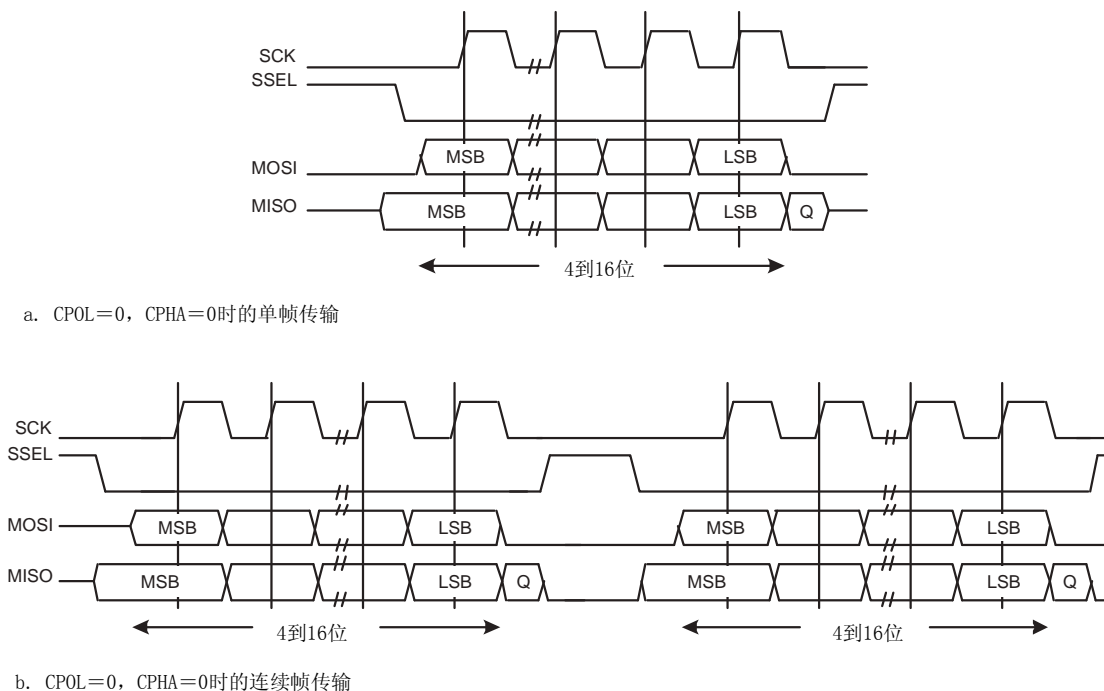 SCK
SSEL
MOSI MSB LSB
MISO MSB LSB Q
4到16位
a. CPOL＝0，CPHA＝0时的单帧传输
SCK
SSEL
MOSI MSB LSB MSB LSB
MISO MSB LSB Q MSB LSB Q
4到16位 4到16位
b. CPOL＝0，CPHA＝0时的连续帧传输